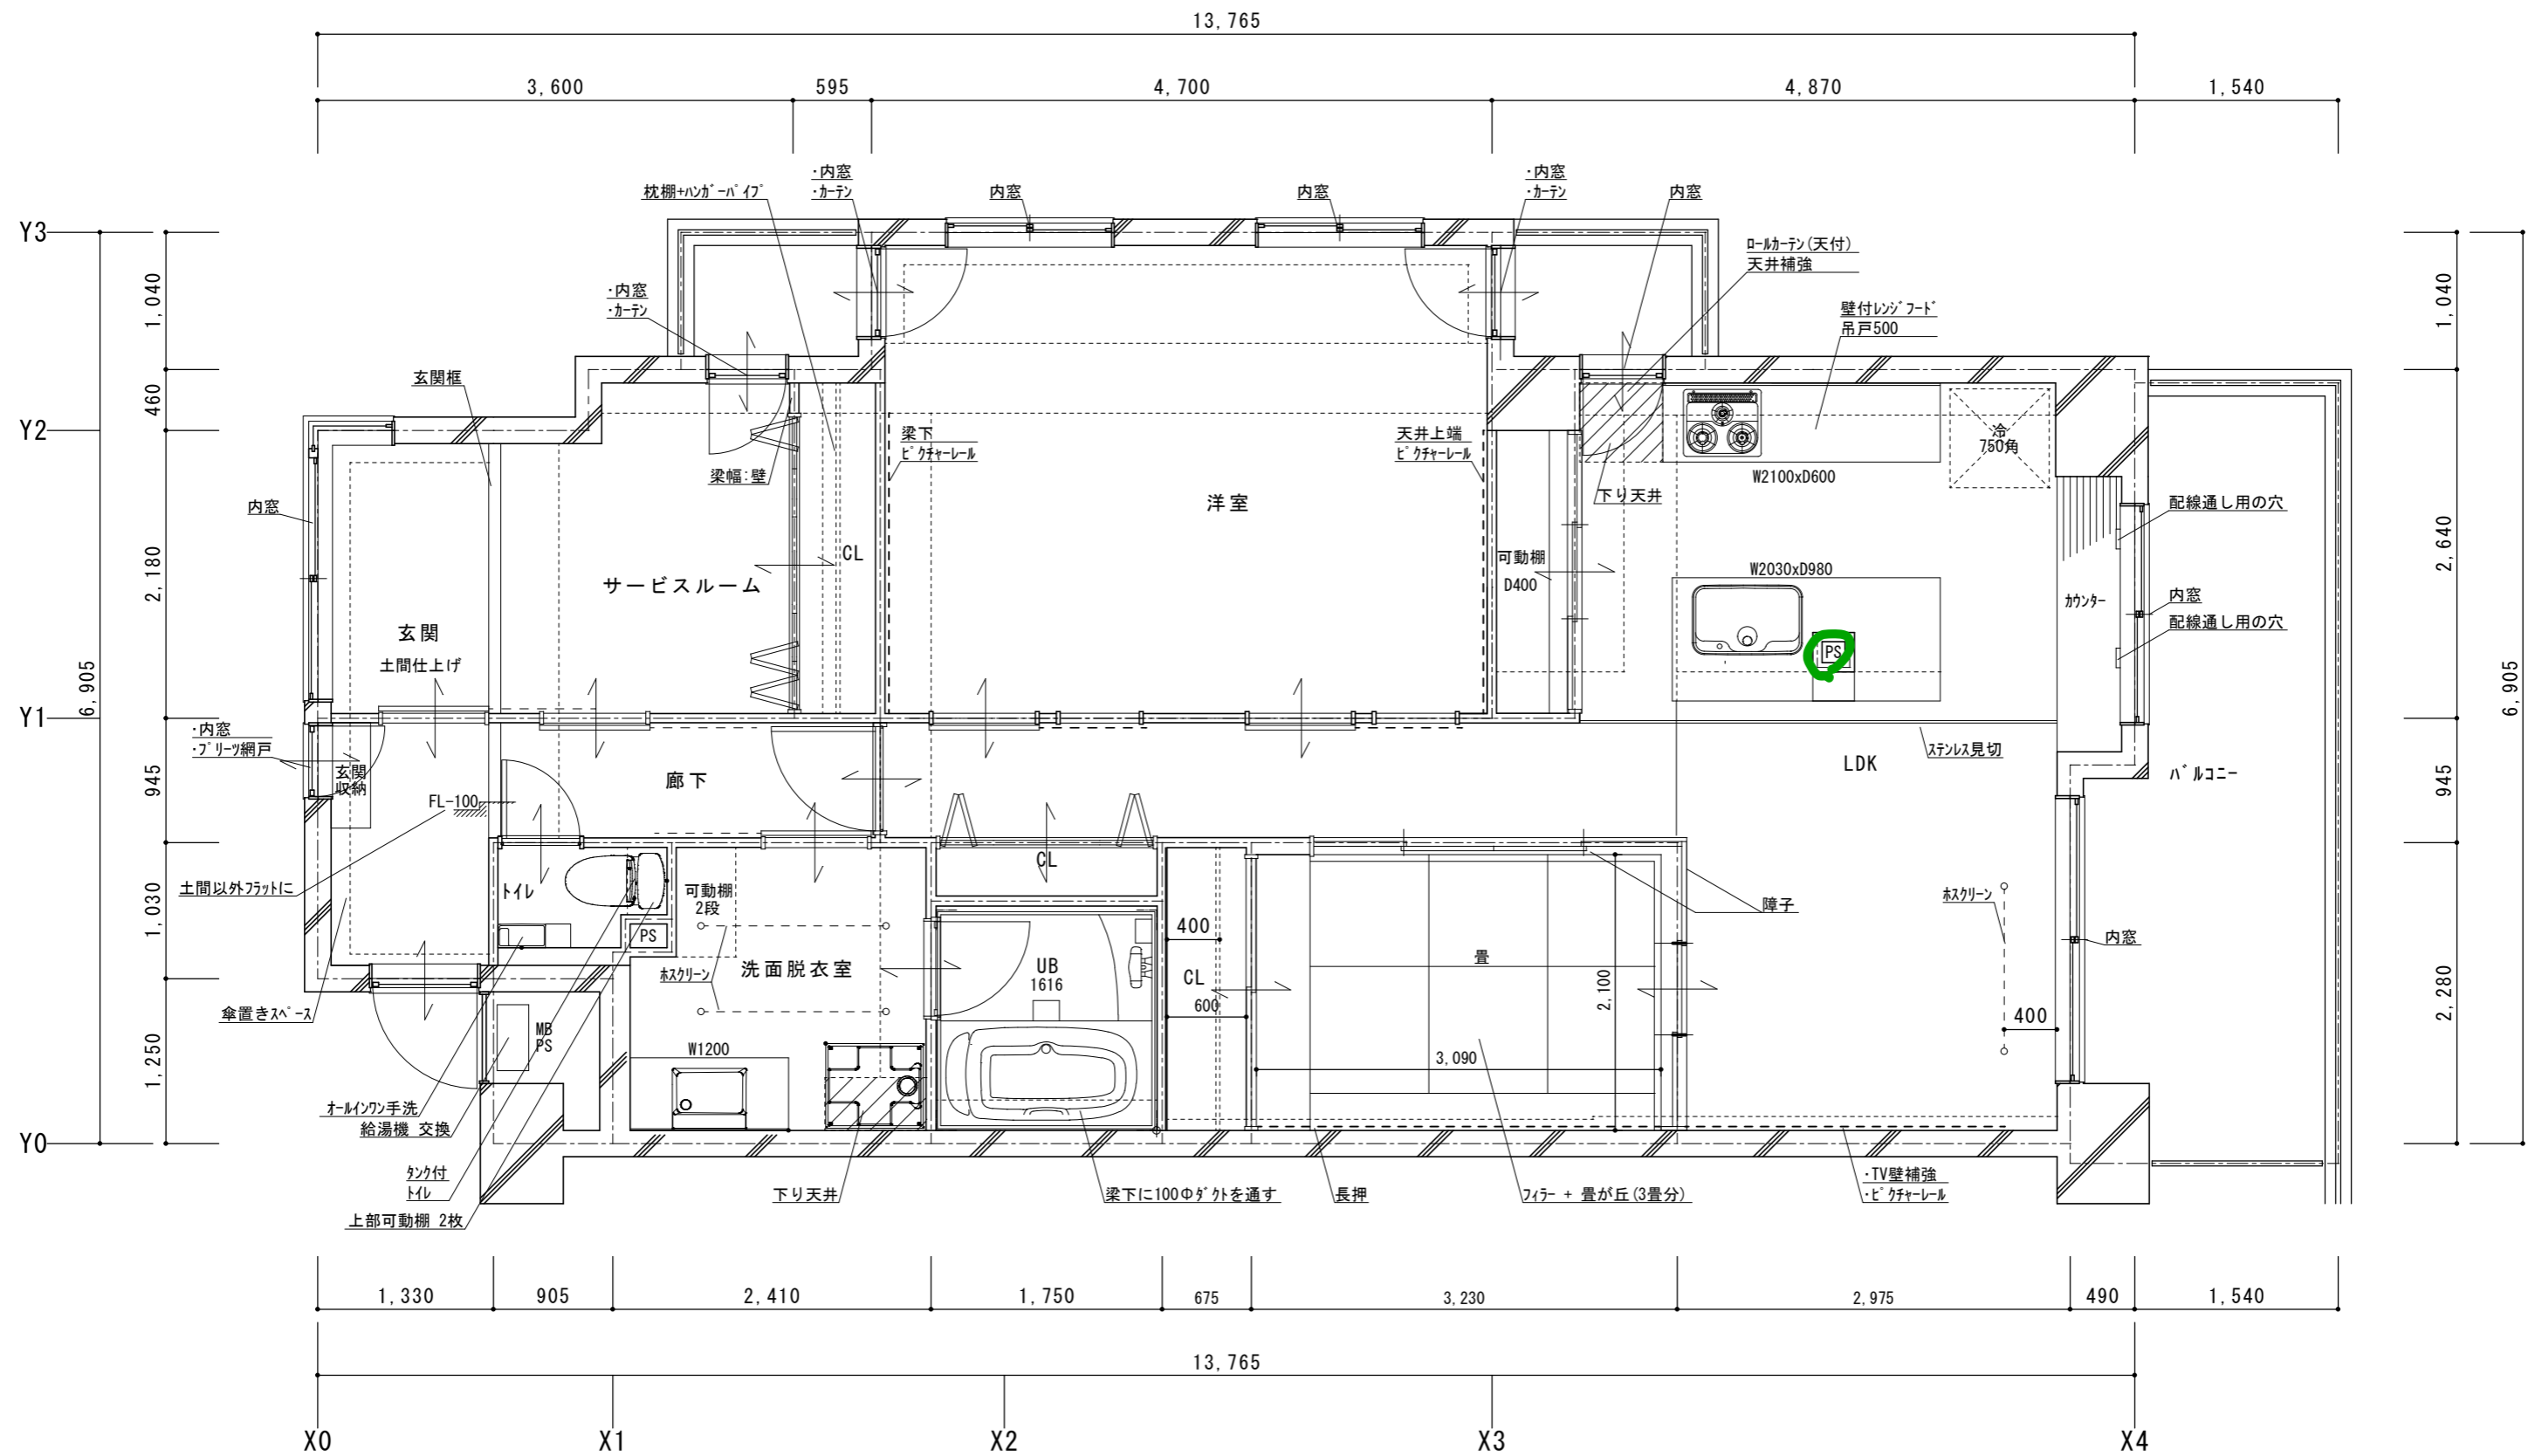 13,765
3,600
595
4,700
4,870
1,540
・内窓
・カーテン
枕棚+ハンガーパイプ
内窓
内窓
・内窓
・カーテン
内窓
Y3
ロールカーテン(天付)
天井補強
・内窓
・カーテン
壁付レンジフード
吊戸500
1,040
1,040
玄関框
460
Y2
梁下
ピクチャーレール
天井上端
ピクチャーレール
冷
750角
梁幅:壁
W2100xD600
下り天井
内窓
洋室
配線通し用の穴
CL
可動棚
D400
2,180
2,640
サービスルーム
W2030xD980
カウンター
内窓
玄関
土間仕上げ
配線通し用の穴
PS
6,905
6,905
Y1
・内窓
・プリーツ網戸
ステンレス見切
玄関
収納
廊下
LDK
バルコニー
945
945
FL-100
土間以外フラットに
トイレ
可動棚
2段
CL
障子
ホスクリーン
1,030
400
PS
内窓
洗面脱衣室
ホスクリーン
UB
1616
CL
畳
2,100
600
400
2,280
傘置きスペース
MB
PS
W1200
3,090
1,250
オールインワン手洗
給湯機 交換
Y0
タンク付
トイレ
上部可動棚 2枚
下り天井
梁下に100Φダクトを通す
長押
フィラー + 畳が丘(3畳分)
・TV壁補強
・ピクチャーレール
1,330
905
2,410
1,750
675
3,230
2,975
490
1,540
13,765
X0
X1
X2
X3
X4